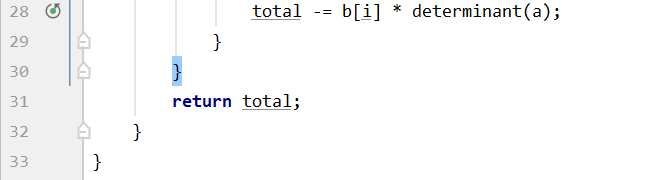 28 total -= b[i] * determinant(a);
29 }
30 }
31 return total;
32 }
33 }